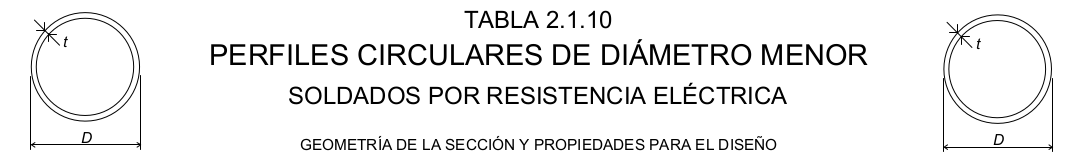 TABLA 2.1.10
PERFILES CIRCULARES DE DIÁMETRO MENOR
SOLDADOS POR RESISTENCIA ELÉCTRICA
GEOMETRÍA DE LA SECCIÓN Y PROPIEDADES PARA EL DISEÑO
t
D
t
D